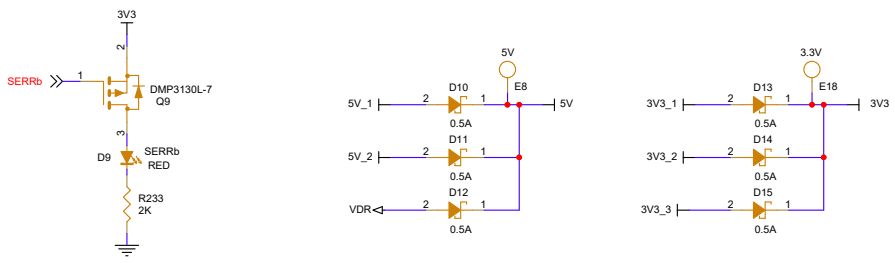 3V3
2
SERRb
1
DMP3130L-7
Q9
3
D9
SERRb
RED
R233
2K
5V
E8
5V_1
2
D10
1
5V
0.5A
5V_2
2
D11
1
0.5A
VDR
2
D12
1
0.5A
3.3V
E18
3V3_1
2
D13
1
3V3
0.5A
3V3_2
2
D14
1
0.5A
3V3_3
2
D15
1
0.5A